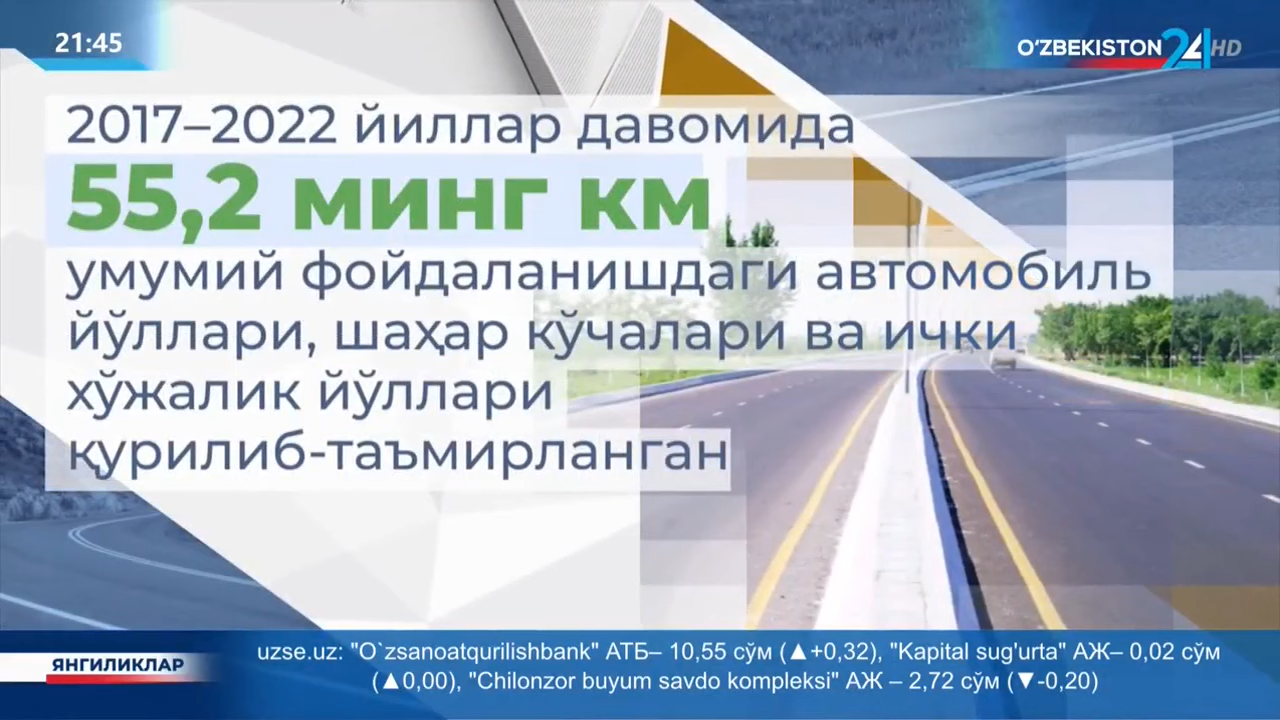 21:45
O‘ZBEKISTON 24 HD
2017–2022 йиллар давомида
55,2 минг км
умумий фойдаланишдаги автомобиль
йўллари, шаҳар кўчалари ва ички
хўжалик йўллари
қурилиб-таъмирланган
ЯНГИЛИКЛАР
uzse.uz: "O`zsanoatqurilishbank" АТБ– 10,55 сўм (▲+0,32), "Kapital sug'urta" АЖ– 0,02 сўм
(▲0,00), "Chilonzor buyum savdo kompleksi" АЖ – 2,72 сўм (▼-0,20)